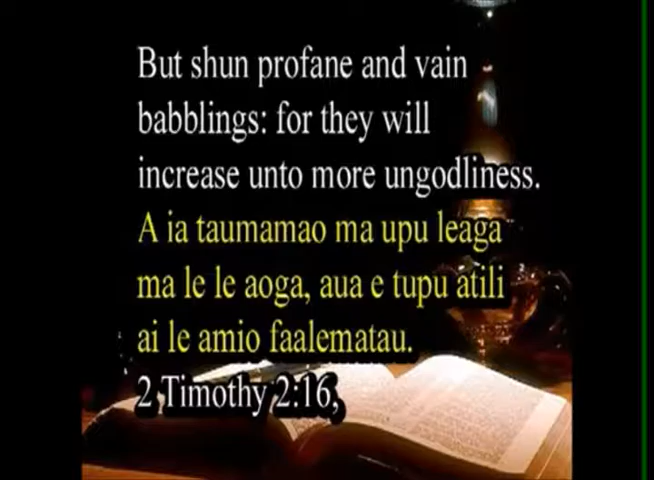 But shun profane and vain
babblings: for they will
increase unto more ungodliness.
A ia taumamao ma upu leaga
ma le le aoga, aua e tupu atili
ai le amio faalematau.
2 Timothy 2:16,